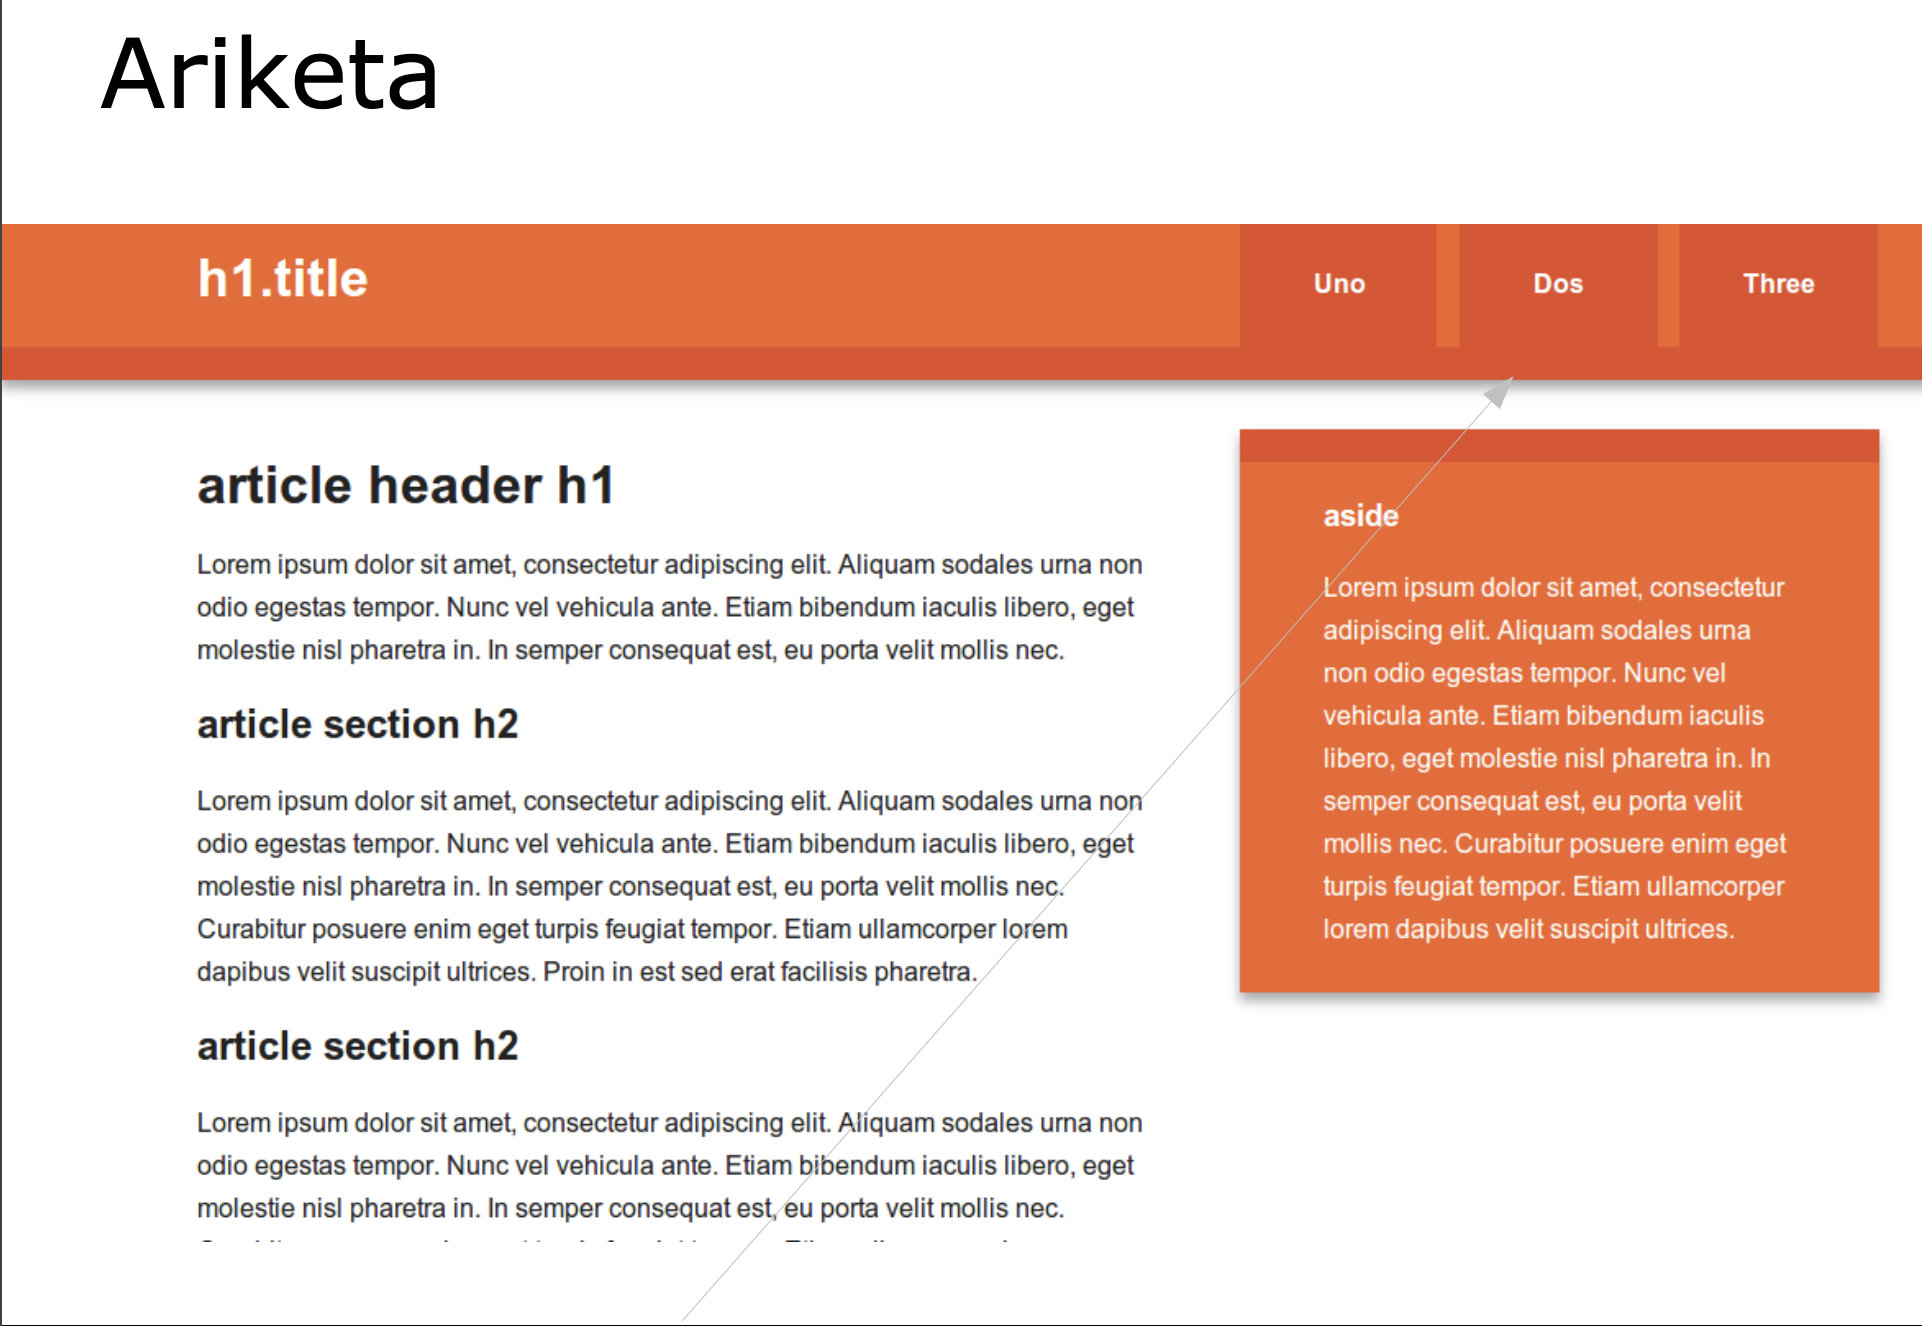 Ariketa
h1.title
Uno
Dos
Three
article header h1
Lorem ipsum dolor sit amet, consectetur adipiscing elit. Aliquam sodales urna non
odio egestas tempor. Nunc vel vehicula ante. Etiam bibendum iaculis libero, eget
molestie nisl pharetra in. In semper consequat est, eu porta velit mollis nec.
article section h2
Lorem ipsum dolor sit amet, consectetur adipiscing elit. Aliquam sodales urna non
odio egestas tempor. Nunc vel vehicula ante. Etiam bibendum iaculis libero, eget
molestie nisl pharetra in. In semper consequat est, eu porta velit mollis nec.
Curabitur posuere enim eget turpis feugiat tempor. Etiam ullamcorper lorem
dapibus velit suscipit ultrices. Proin in est sed erat facilisis pharetra.
article section h2
Lorem ipsum dolor sit amet, consectetur adipiscing elit. Aliquam sodales urna non
odio egestas tempor. Nunc vel vehicula ante. Etiam bibendum iaculis libero, eget
molestie nisl pharetra in. In semper consequat est, eu porta velit mollis nec.
aside
Lorem ipsum dolor sit amet, consectetur
adipiscing elit. Aliquam sodales urna
non odio egestas tempor. Nunc vel
vehicula ante. Etiam bibendum iaculis
libero, eget molestie nisl pharetra in. In
semper consequat est, eu porta velit
mollis nec. Curabitur posuere enim eget
turpis feugiat tempor. Etiam ullamcorper
lorem dapibus velit suscipit ultrices.